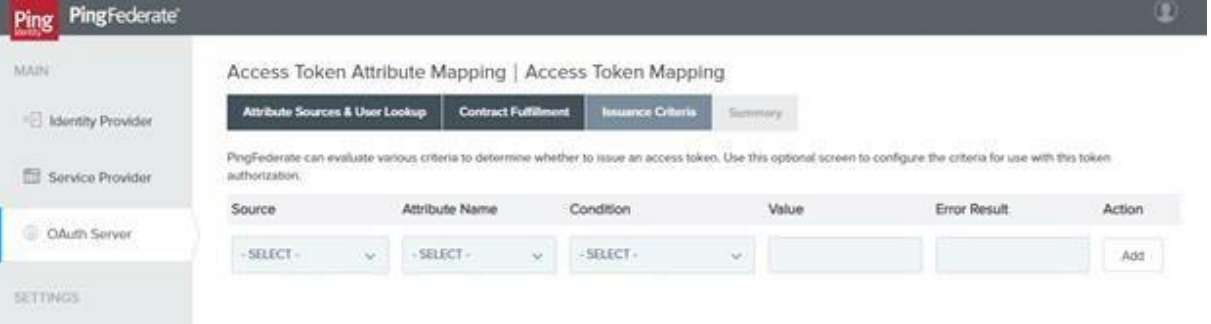 Ping
Identity
PingFederate®
MAIN
Identity Provider
Service Provider
OAuth Server
SETTINGS
Access Token Attribute Mapping | Access Token Mapping
Attribute Sources & User Lookup Contract Fulfillment Issuance Criteria Summary
PingFederate can evaluate various criteria to determine whether to issue an access token. Use this optional screen to configure the criteria for use with this token
authorization.
Source Attribute Name Condition Value Error Result Action
- SELECT - - SELECT - - SELECT - Add